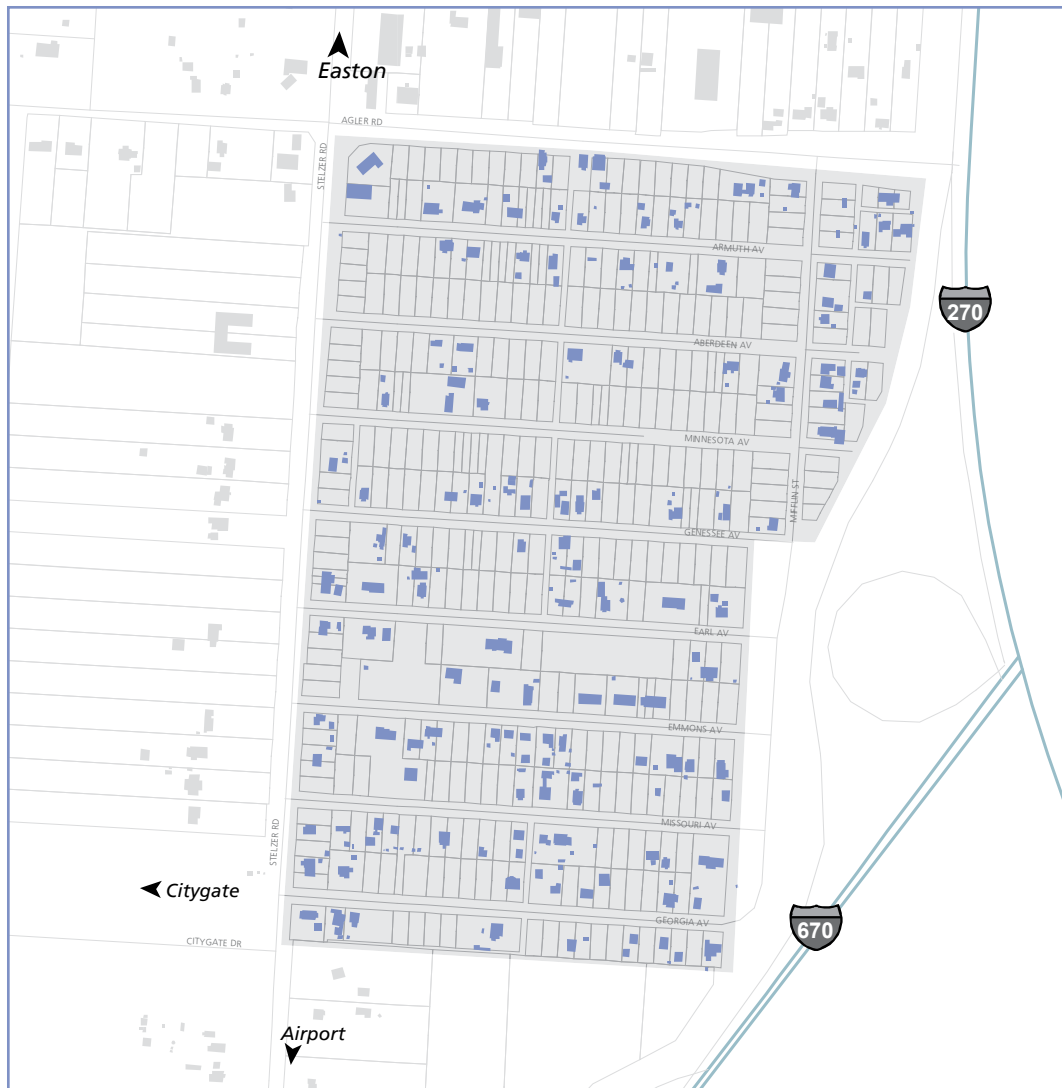 Easton
AGLER RD
STELZER RD
ARMUTH AV
270
ABERDEEN AV
MINNESOTA AV
MIFFLIN ST
GENESSEE AV
EARL AV
EMMONS AV
MISSOURI AV
STELZER RD
Citygate
GEORGIA AV
670
CITYGATE DR
Airport